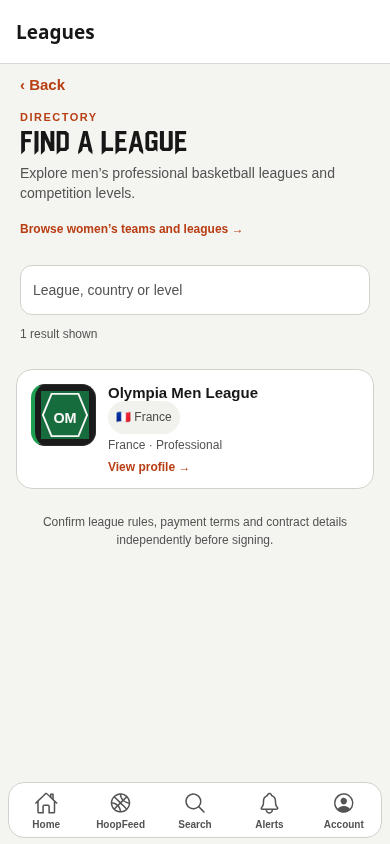 Leagues
‹ Back
DIRECTORY
FIND A LEAGUE
Explore men’s professional basketball leagues and
competition levels.
Browse women’s teams and leagues →
League, country or level
1 result shown
OM
Olympia Men League
🇫🇷 France
France · Professional
View profile →
Confirm league rules, payment terms and contract details
independently before signing.
Home HoopFeed Search Alerts Account